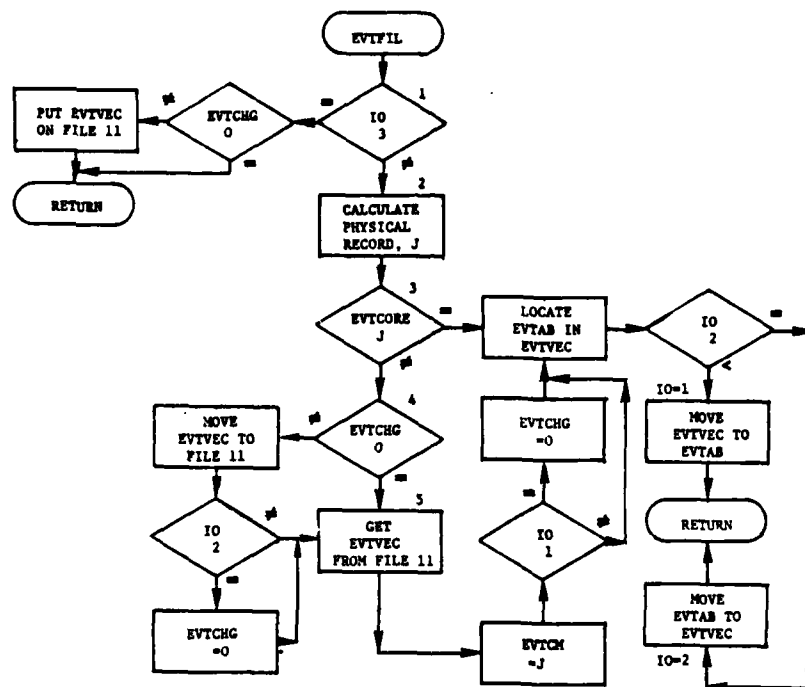 EVTFIL
1
IO
3
=
≠
EVTCHG
0
≠
=
PUT EVTVEC
ON FILE 11
RETURN
2
CALCULATE
PHYSICAL
RECORD, J
3
EVTCORE
J
=
≠
LOCATE
EVTAB IN
EVTVEC
IO
2
=
<
IO=1
MOVE
EVTVEC TO
EVTAB
RETURN
4
EVTCHG
0
≠
=
MOVE
EVTVEC TO
FILE 11
IO
2
≠
=
EVTCHG
=0
5
GET
EVTVEC
FROM FILE 11
EVTCHG
=0
=
IO
1
≠
EVTCM
=J
MOVE
EVTAB TO
EVTVEC
IO=2